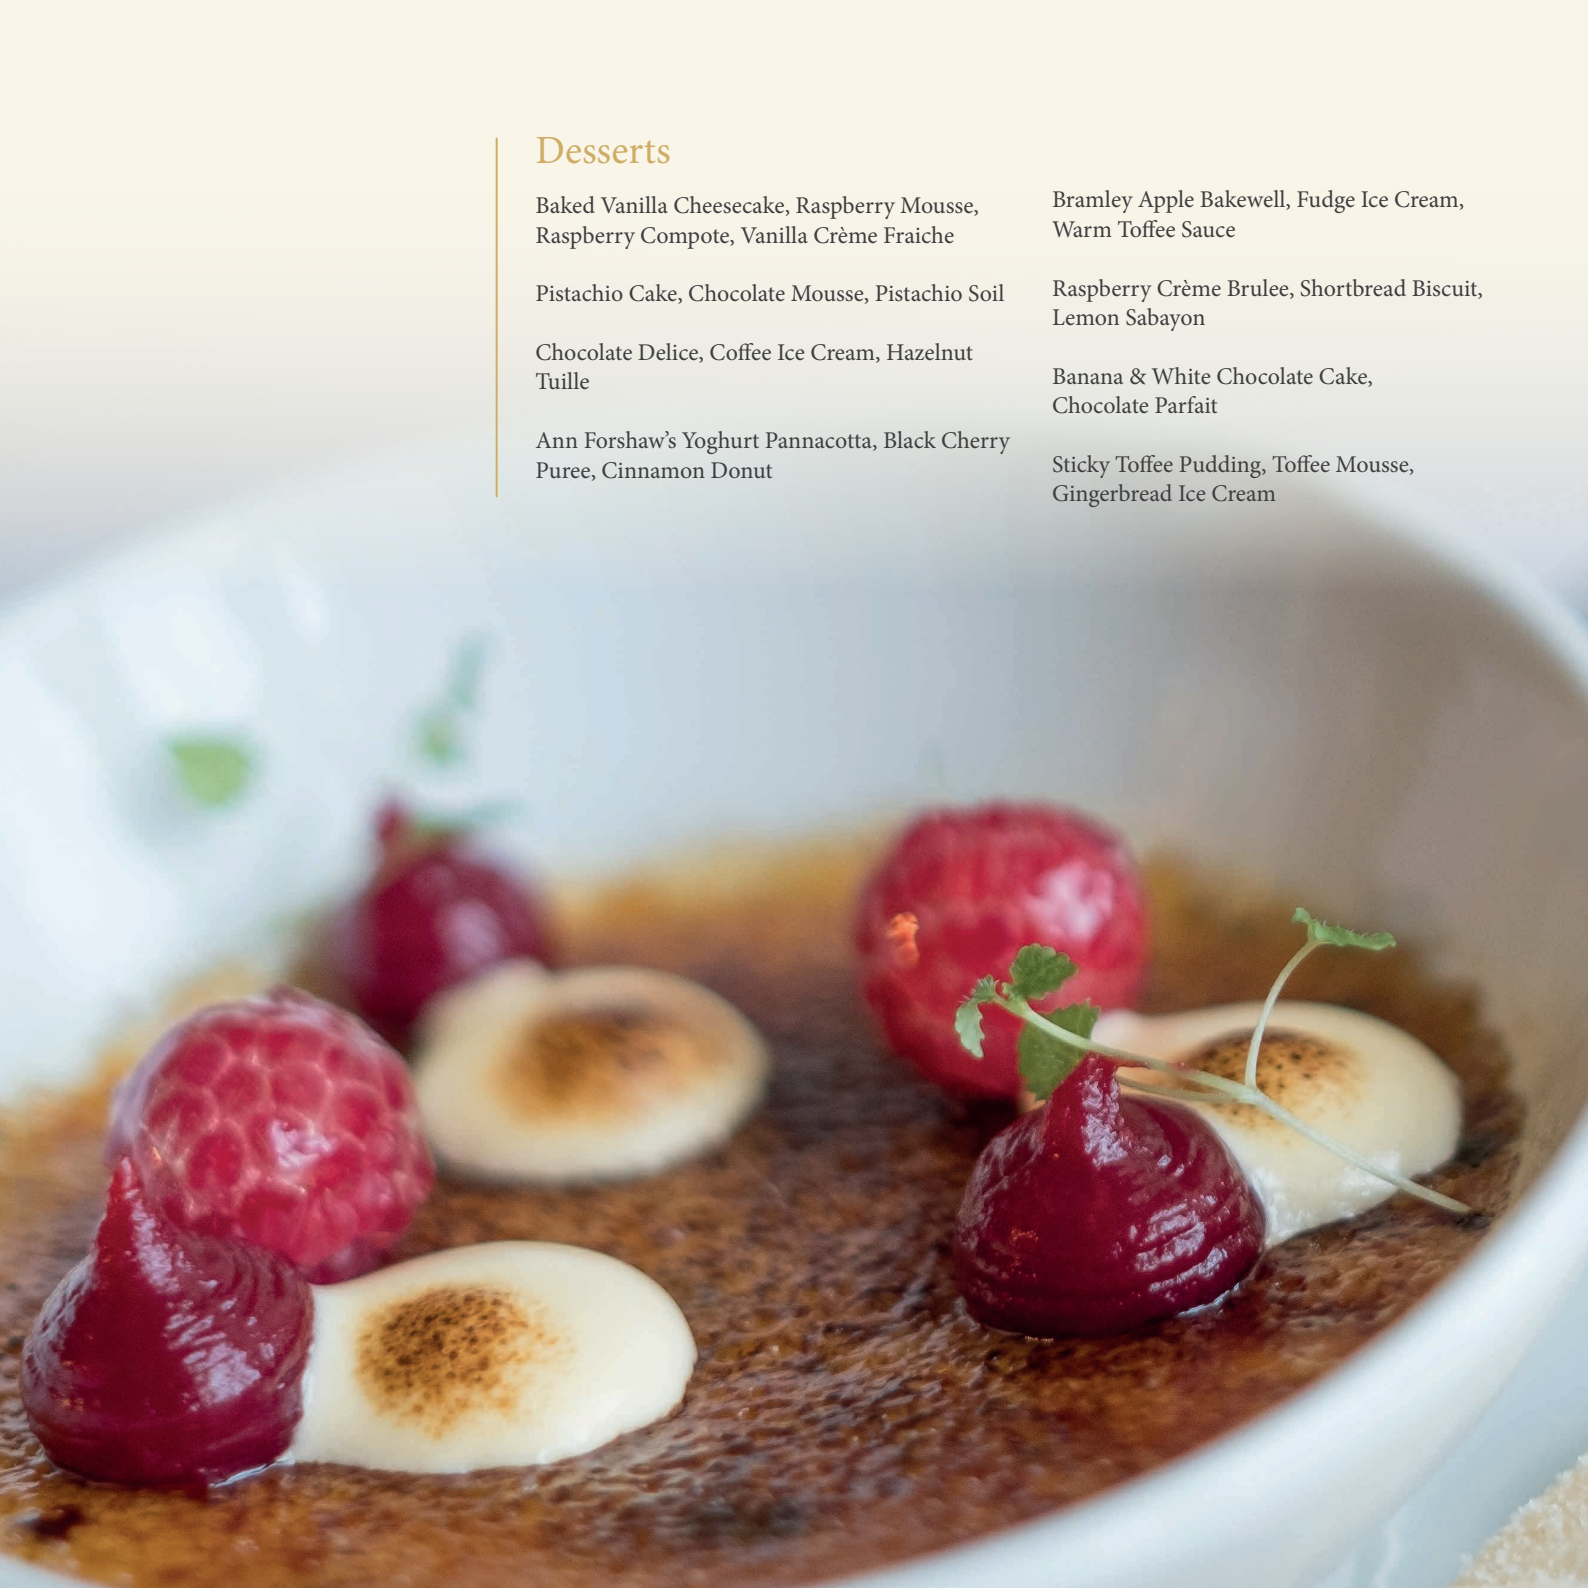 Desserts
Baked Vanilla Cheesecake, Raspberry Mousse,
Raspberry Compote, Vanilla Crème Fraiche
Pistachio Cake, Chocolate Mousse, Pistachio Soil
Chocolate Delice, Coffee Ice Cream, Hazelnut
Tuille
Ann Forshaw’s Yoghurt Pannacotta, Black Cherry
Puree, Cinnamon Donut
Bramley Apple Bakewell, Fudge Ice Cream,
Warm Toffee Sauce
Raspberry Crème Brulee, Shortbread Biscuit,
Lemon Sabayon
Banana & White Chocolate Cake,
Chocolate Parfait
Sticky Toffee Pudding, Toffee Mousse,
Gingerbread Ice Cream